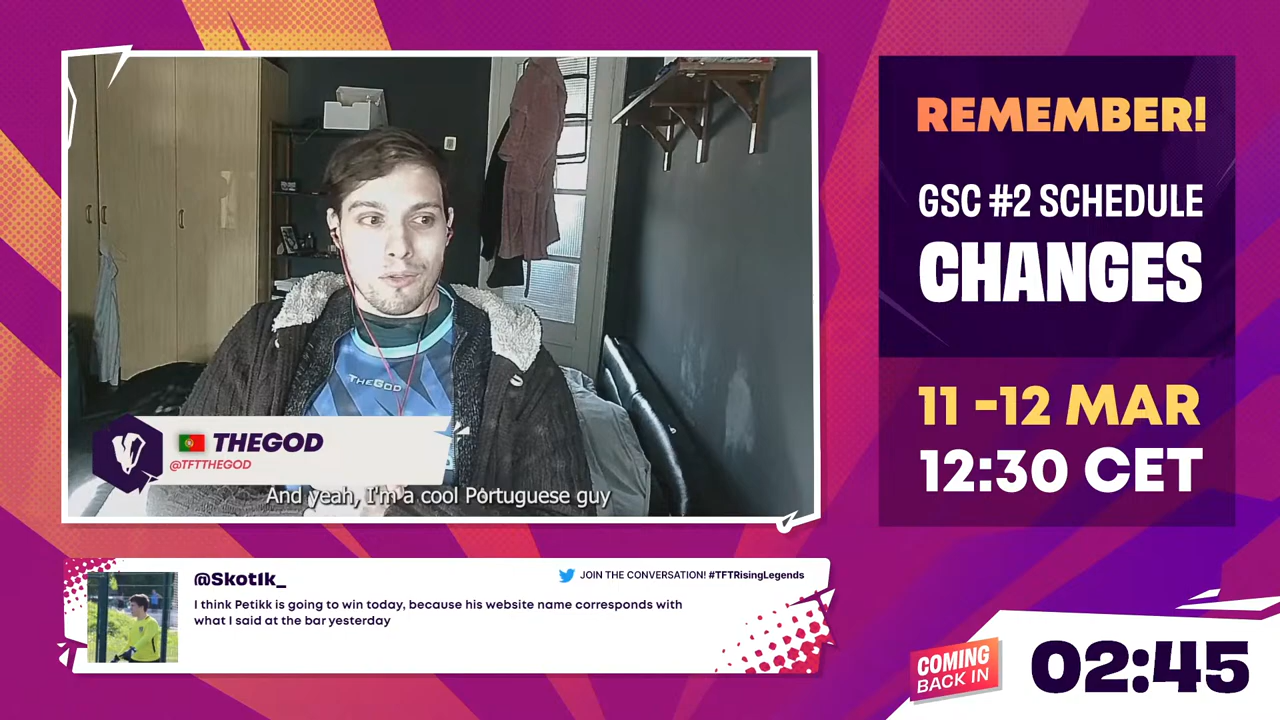 REMEMBER!
GSC #2 SCHEDULE
CHANGES
11 -12 MAR
12:30 CET
THEGOD
THEGOD
@TFTTHEGOD
And yeah, I'm a cool Portuguese guy
@Skot1k_
JOIN THE CONVERSATION! #TFTRisingLegends
I think Petikk is going to win today, because his website name corresponds with
what I said at the bar yesterday
COMING
BACK IN
02:45